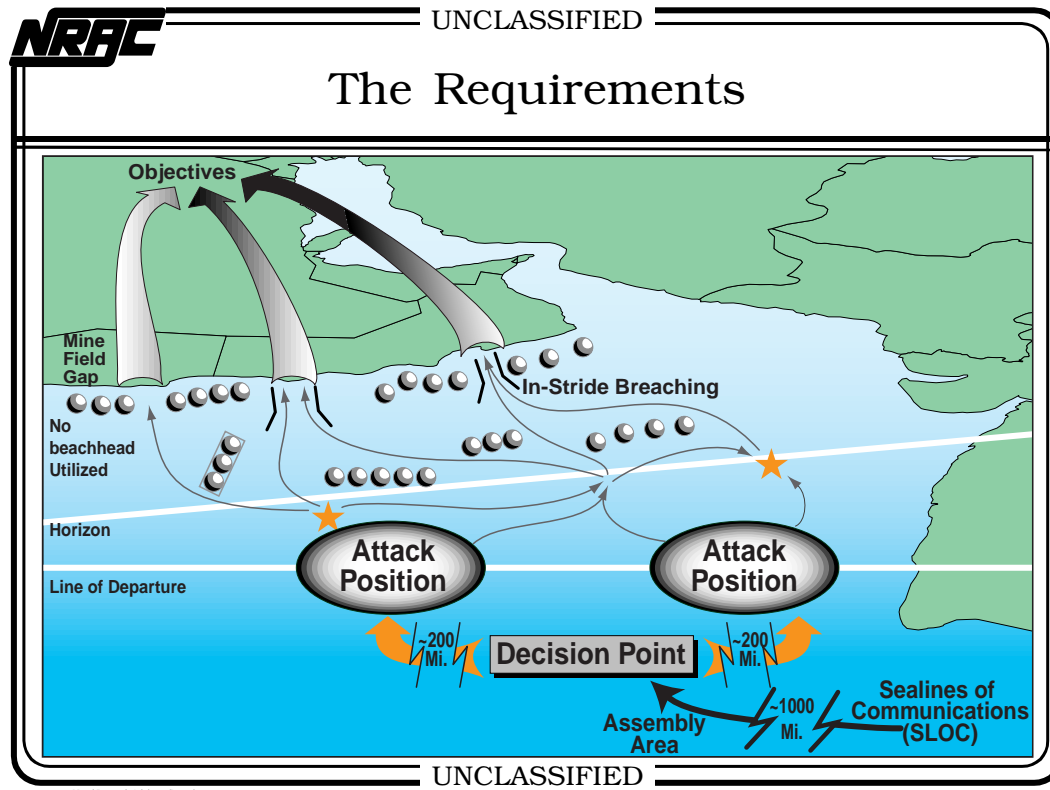 UNCLASSIFIED
NRAC
The Requirements
Objectives
Mine
Field
Gap
In-Stride Breaching
No
beachhead
Utilized
Horizon
Line of Departure
Attack
Position
Attack
Position
~200
Mi.
Decision Point
~200
Mi.
Assembly
Area
~1000
Mi.
Sealines of
Communications
(SLOC)
UNCLASSIFIED